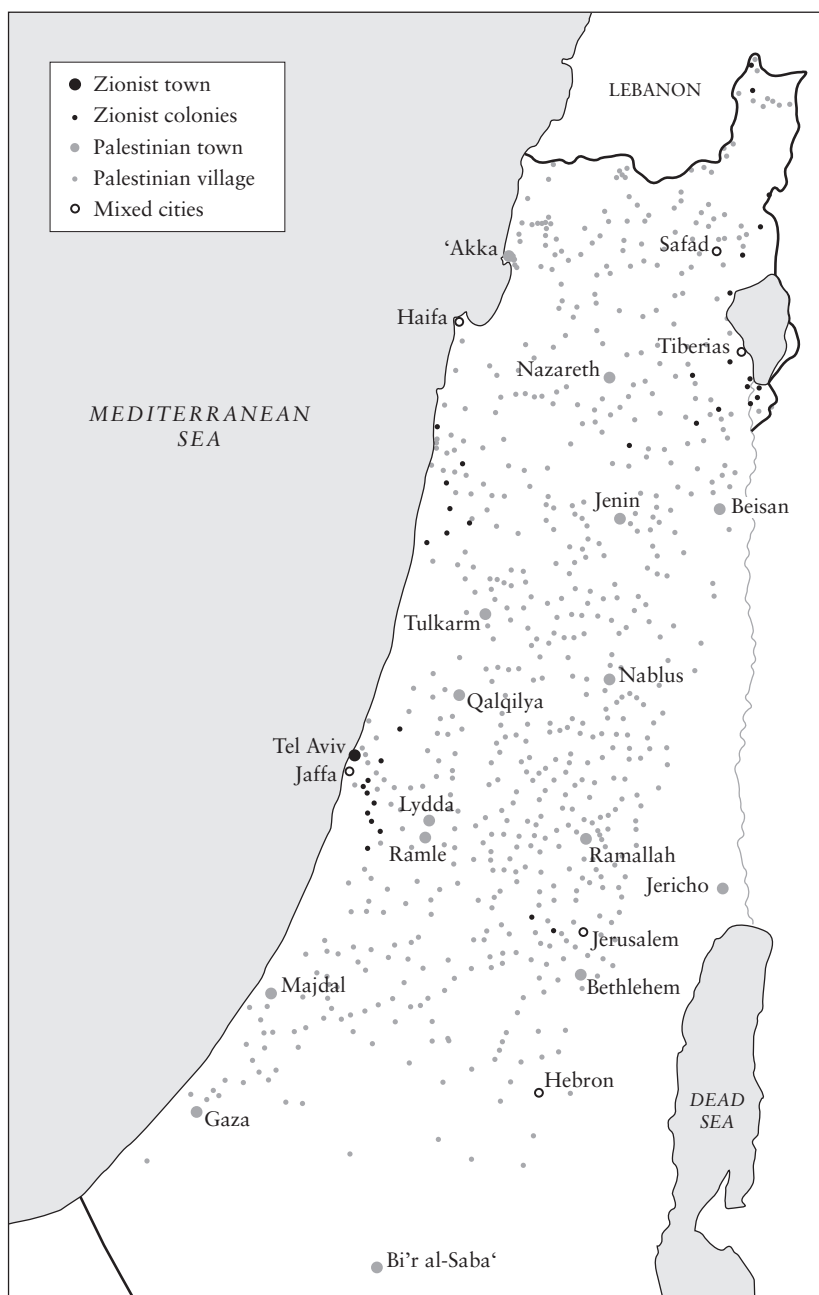 Zionist town
Zionist colonies
Palestinian town
Palestinian village
Mixed cities
LEBANON
‘Akka
Safad
Haifa
Tiberias
Nazareth
MEDITERRANEAN
SEA
Jenin
Beisan
Tulkarm
Nablus
Qalqilya
Tel Aviv
Jaffa
Lydda
Ramle
Ramallah
Jericho
Jerusalem
Majdal
Bethlehem
Hebron
DEAD
SEA
Gaza
Bi'r al-Saba‘